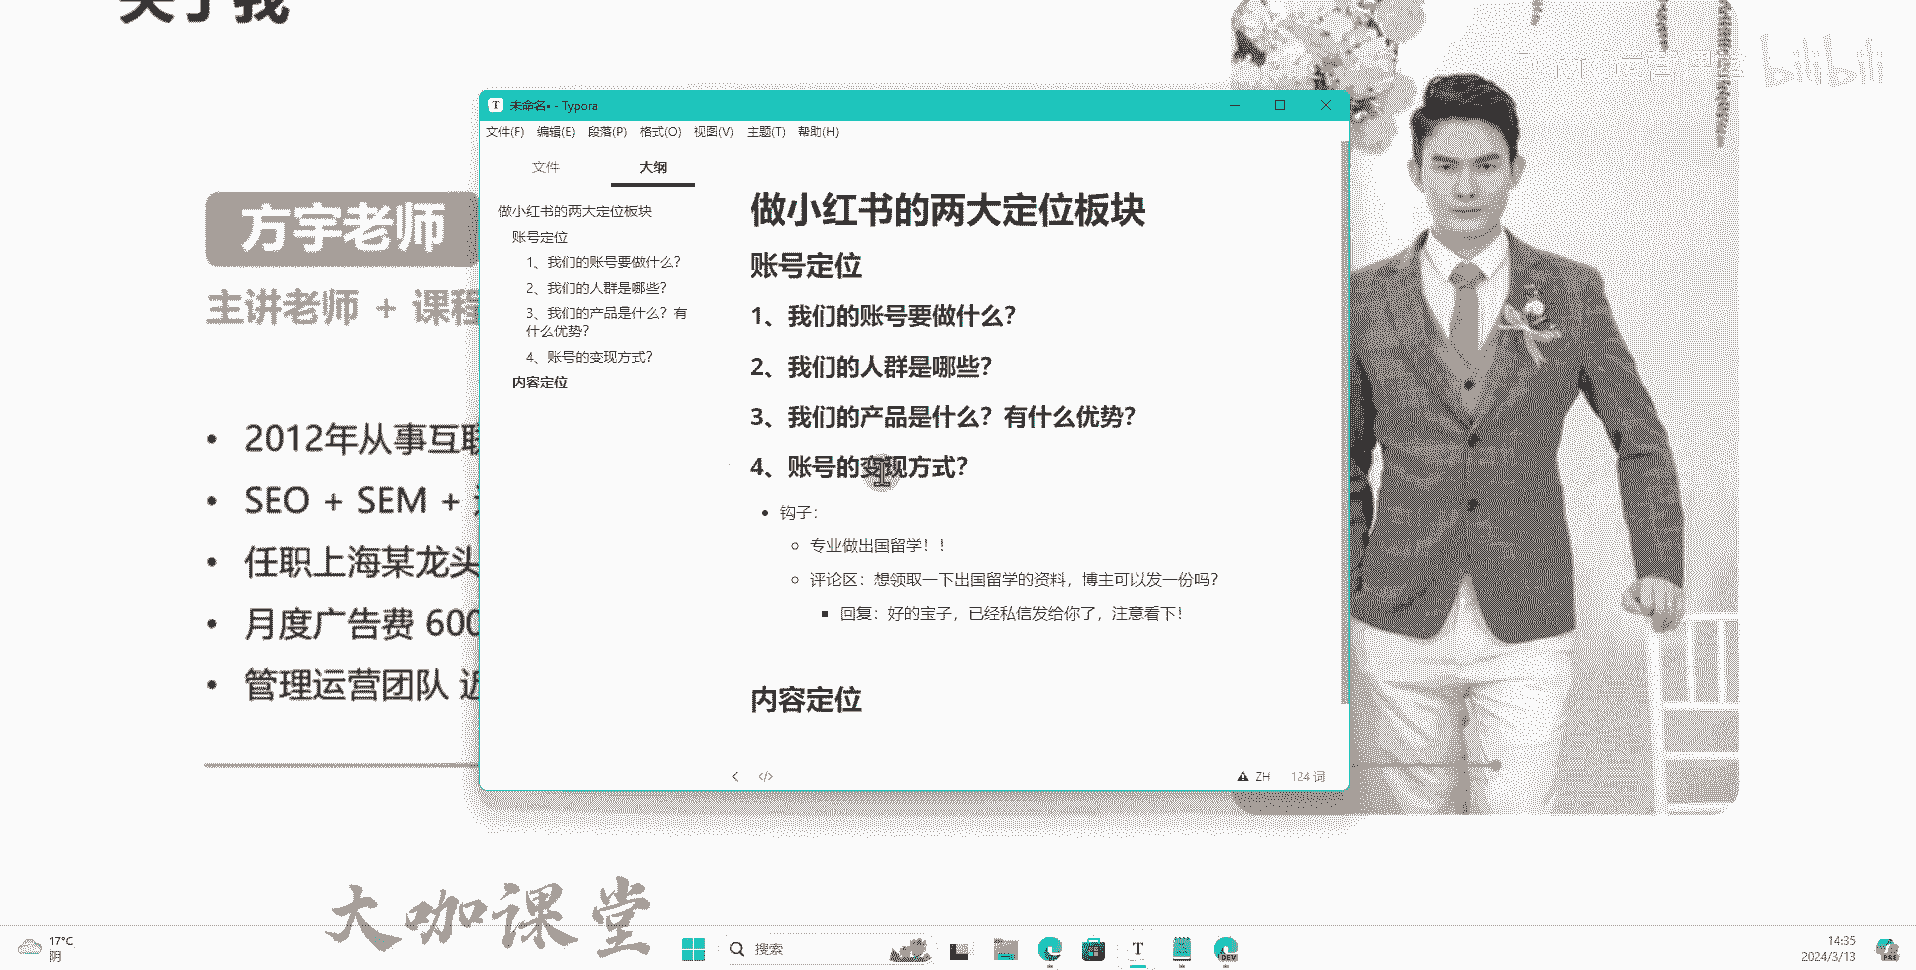 关于我
bilibili
方宇老师
主讲老师 + 课程
2012年从事互联
SEO + SEM +
任职上海某龙头
月度广告费 600
管理运营团队 近
未命名• - Typora
文件(F) 编辑(E) 段落(P) 格式(O) 视图(V) 主题(T) 帮助(H)
文件 大纲
做小红书的两大定位板块
账号定位
1、我们的账号要做什么？
2、我们的人群是哪些？
3、我们的产品是什么？有
什么优势？
4、账号的变现方式？
内容定位
做小红书的两大定位板块
账号定位
1、我们的账号要做什么？
2、我们的人群是哪些？
3、我们的产品是什么？有什么优势？
4、账号的变现方式？
钩子：
专业做出国留学！！
评论区：想领取一下出国留学的资料，博主可以发一份吗？
回复：好的宝子，已经私信发给你了，注意看下！
内容定位
ZH 124 词
大咖课堂
17°C
阴
搜索
T
DEV
14:35
2024/3/13
PRE